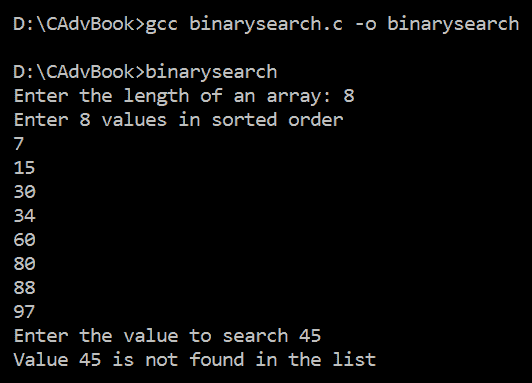 D:\CAdvBook>gcc binarysearch.c -o binarysearch
D:\CAdvBook>binarysearch
Enter the length of an array: 8
Enter 8 values in sorted order
7
15
30
34
60
80
88
97
Enter the value to search 45
Value 45 is not found in the list